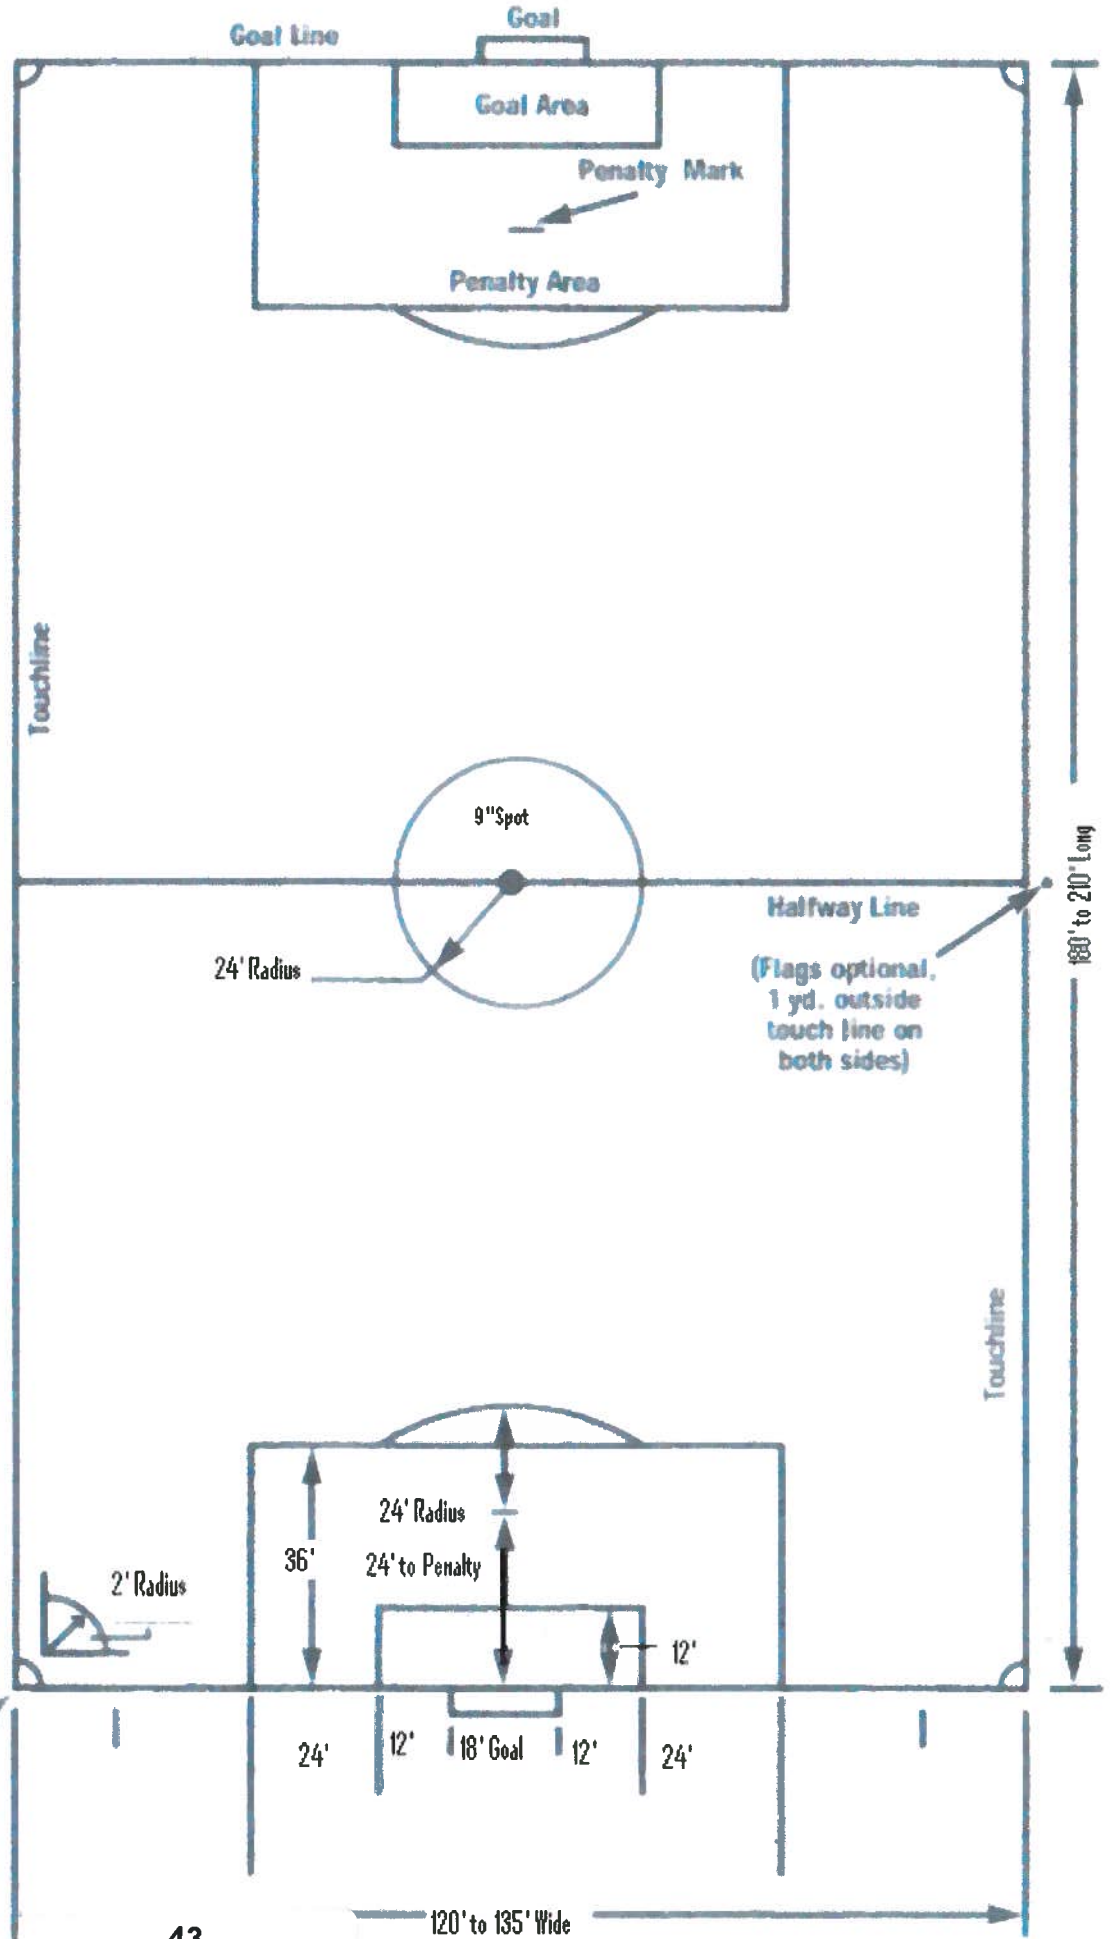 Goal
Goal Line
Goal Area
Penalty Mark
Penalty Area
Touchline
9" Spot
180' to 210' Long
Halfway Line
24' Radius
(Flags optional,
1 yd. outside
touch line on
both sides)
Touchline
24' Radius
36'
24' to Penalty
2' Radius
12'
24'
12'
18' Goal
12'
24'
120' to 135' Wide
43